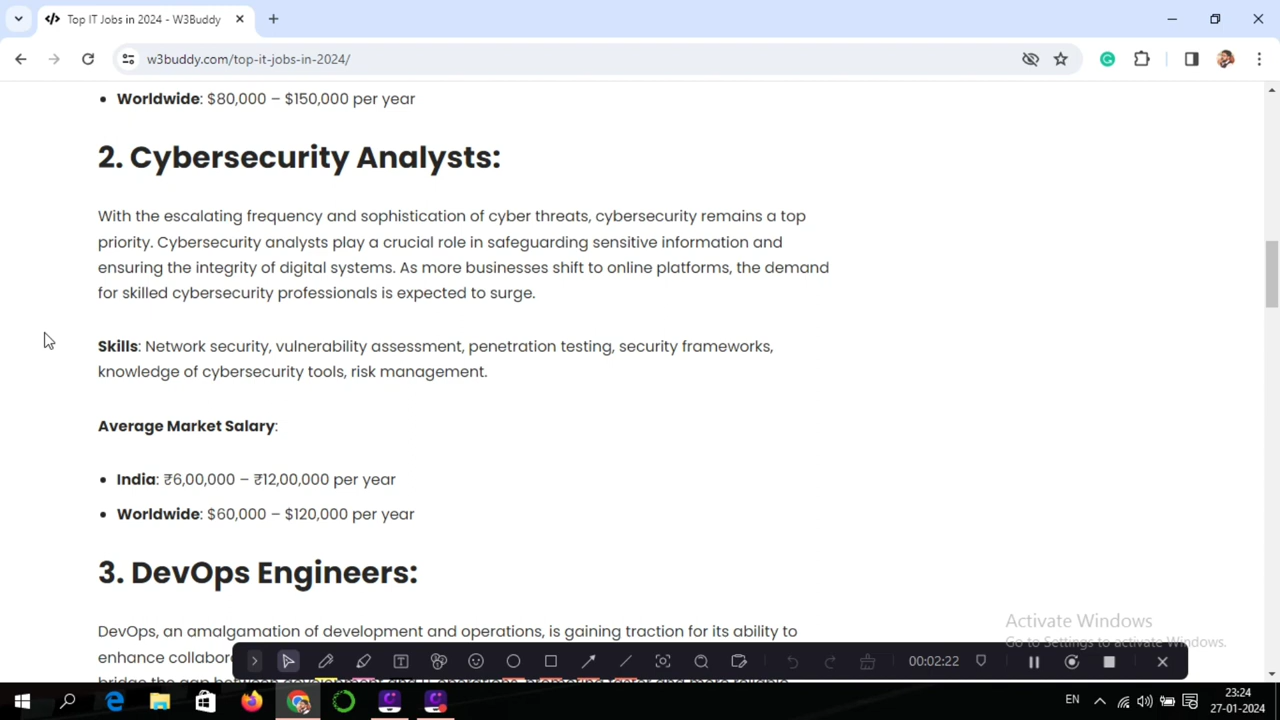 Top IT Jobs in 2024 - W3Buddy
w3buddy.com/top-it-jobs-in-2024/
Worldwide: $80,000 – $150,000 per year
2. Cybersecurity Analysts:
With the escalating frequency and sophistication of cyber threats, cybersecurity remains a top
priority. Cybersecurity analysts play a crucial role in safeguarding sensitive information and
ensuring the integrity of digital systems. As more businesses shift to online platforms, the demand
for skilled cybersecurity professionals is expected to surge.
Skills: Network security, vulnerability assessment, penetration testing, security frameworks,
knowledge of cybersecurity tools, risk management.
Average Market Salary:
India: ₹6,00,000 – ₹12,00,000 per year
Worldwide: $60,000 – $120,000 per year
3. DevOps Engineers:
DevOps, an amalgamation of development and operations, is gaining traction for its ability to
enhance
Activate Windows
Go to Settings to activate Windows.
00:02:22
EN
23:24
27-01-2024